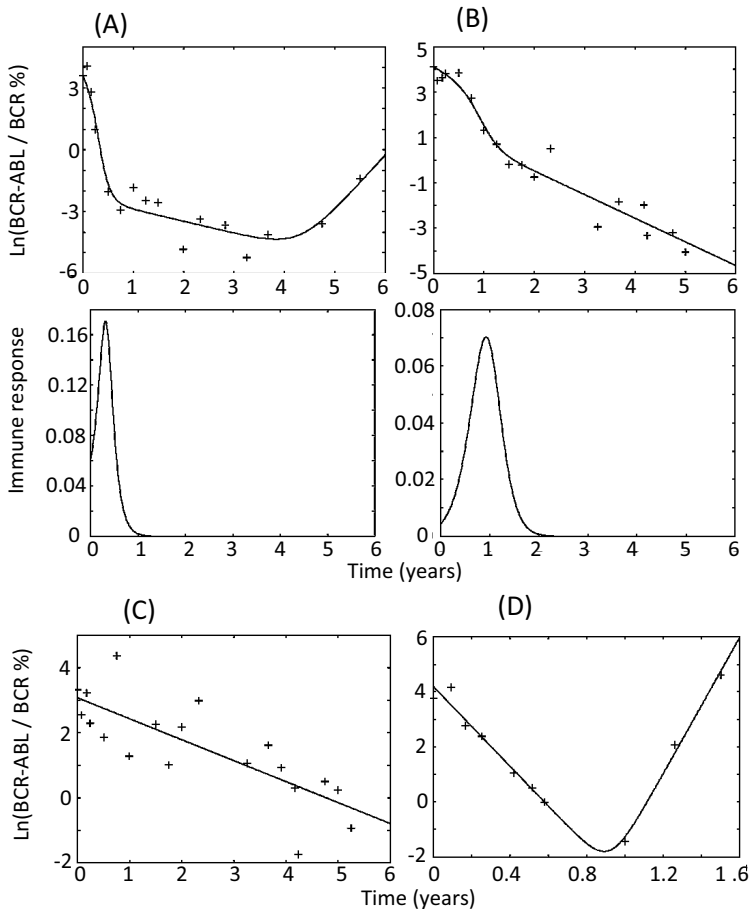 (A)
(B)
Ln(BCR-ABL / BCR %)
3
0
-3
-6
0 1 2 3 4 5 6
5
3
1
-1
-3
-5
0 1 2 3 4 5 6
Immune response
0.16
0.12
0.08
0.04
0
0 1 2 3 4 5 6
0.08
0.06
0.04
0.02
0
0 1 2 3 4 5 6
Time (years)
(C)
(D)
Ln(BCR-ABL / BCR %)
4
2
0
-2
0 1 2 3 4 5 6
Time (years)
6
4
2
0
-2
0 0.4 0.8 1.2 1.6
Time (years)